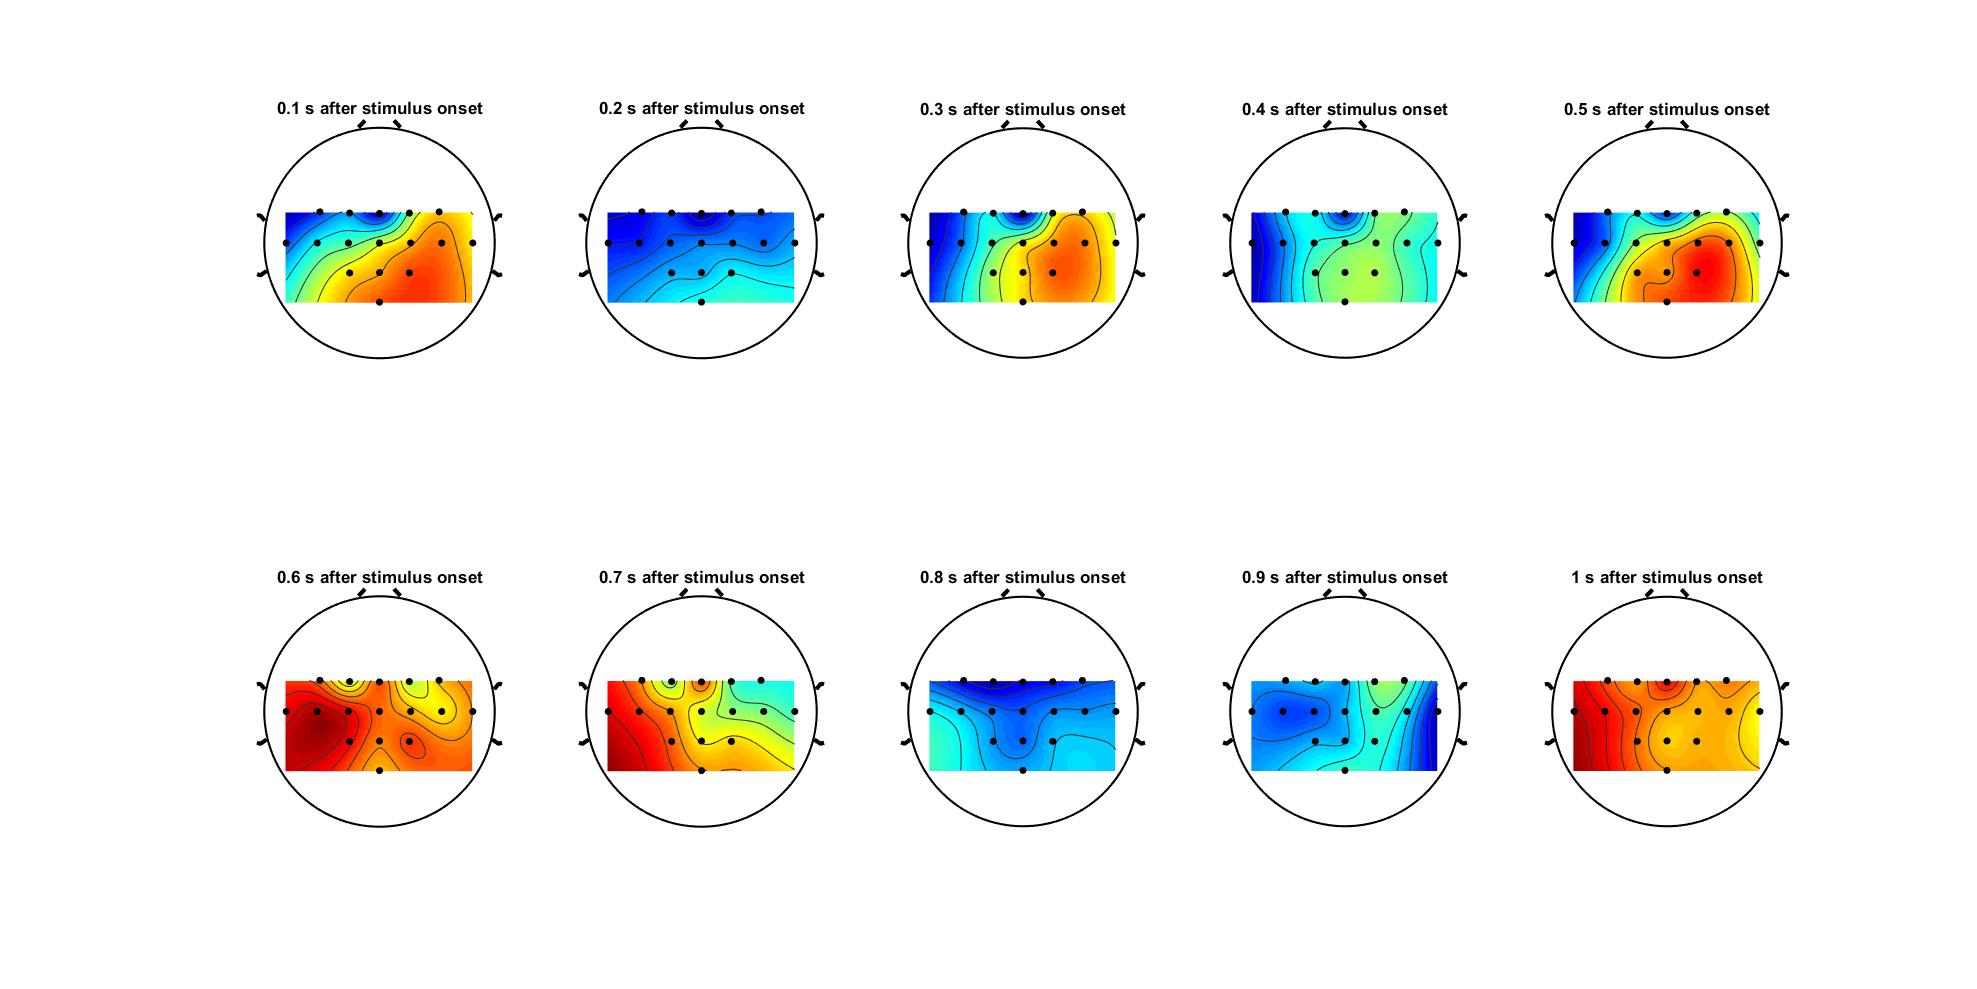 0.1 s after stimulus onset
0.2 s after stimulus onset
0.3 s after stimulus onset
0.4 s after stimulus onset
0.5 s after stimulus onset
0.6 s after stimulus onset
0.7 s after stimulus onset
0.8 s after stimulus onset
0.9 s after stimulus onset
1 s after stimulus onset